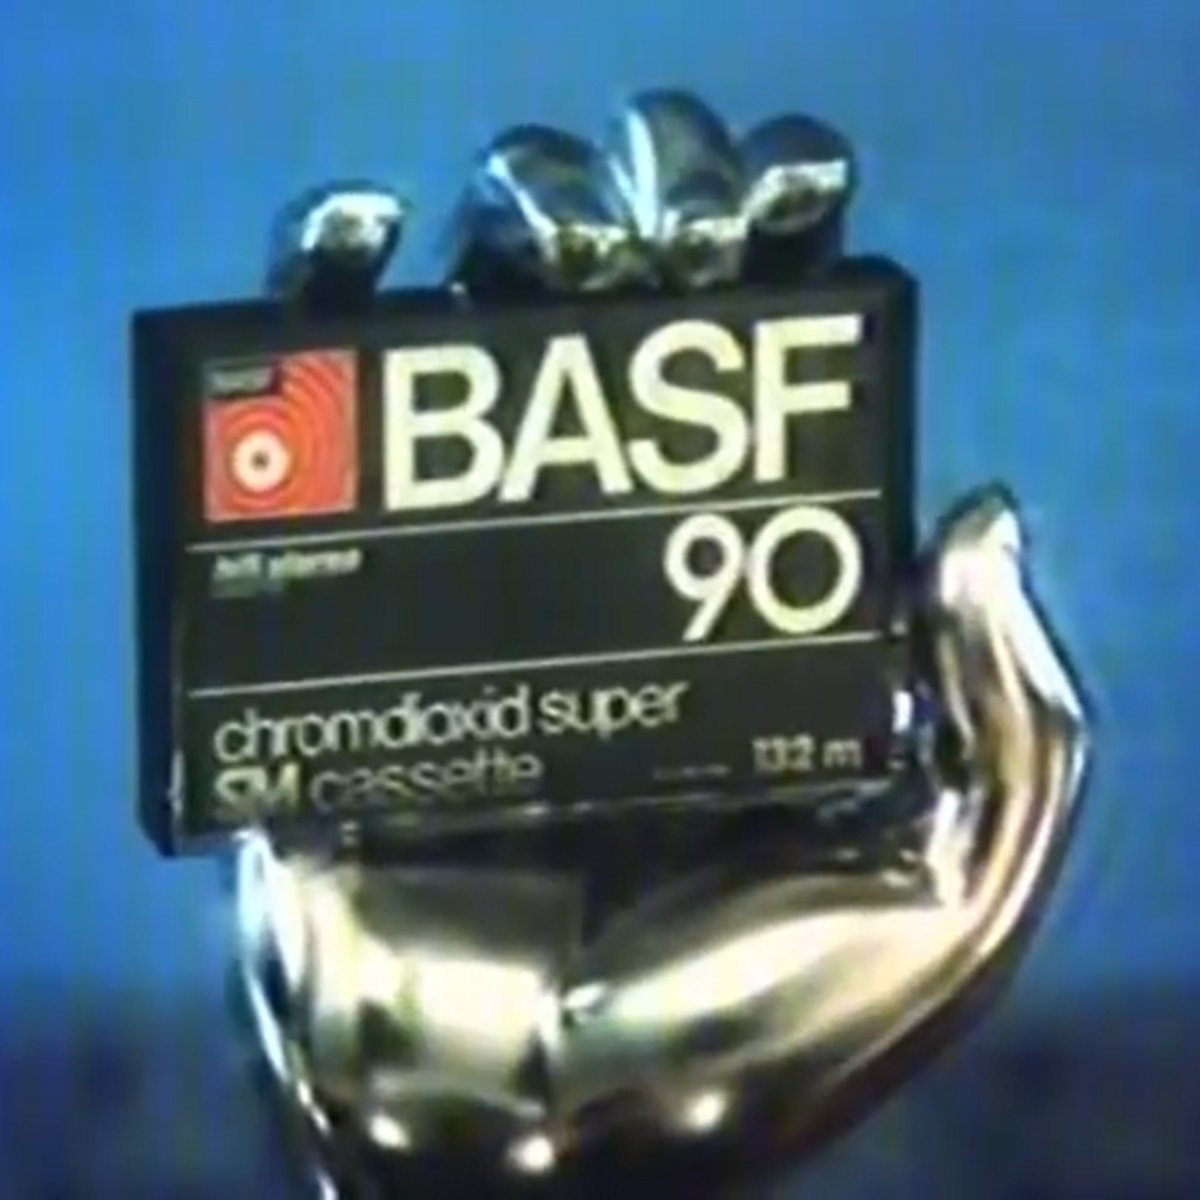 BASF
90
hifi stereo
chromdioxid super
SM cassette
132 m